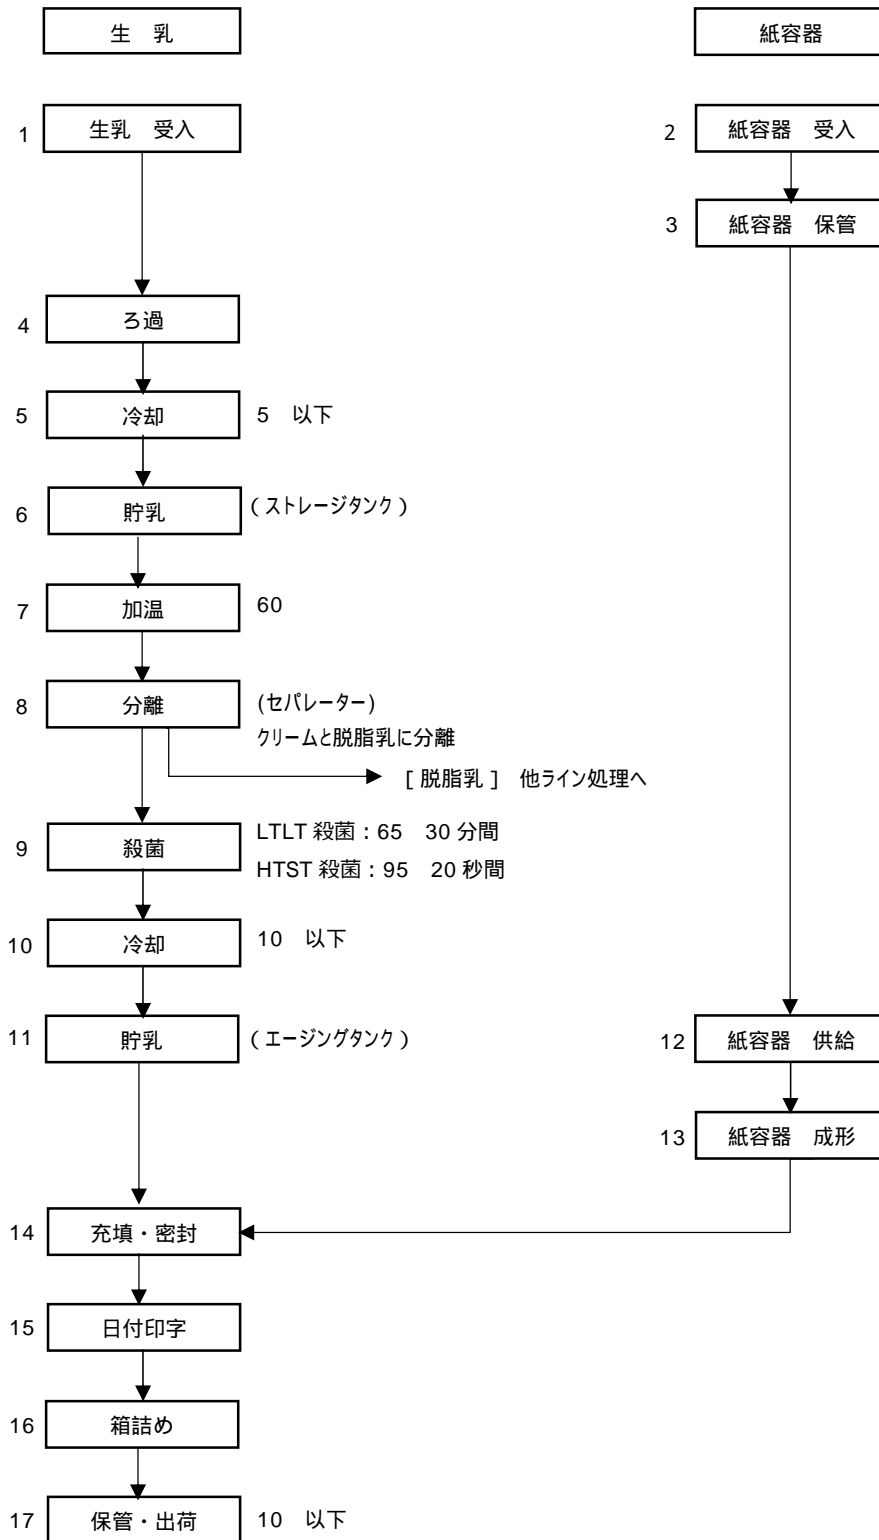 生　乳
紙容器
1 生乳　受入
2 紙容器　受入
3 紙容器　保管
4 ろ過
5 冷却 5　以下
6 貯乳 （ストレージタンク）
7 加温 60
8 分離 (セパレーター)
クリームと脱脂乳に分離
［脱脂乳］　他ライン処理へ
9 殺菌 LTLT 殺菌：65　30 分間
HTST 殺菌：95　20 秒間
10 冷却 10　以下
11 貯乳 （エージングタンク）
12 紙容器　供給
13 紙容器　成形
14 充填・密封
15 日付印字
16 箱詰め
17 保管・出荷 10　以下